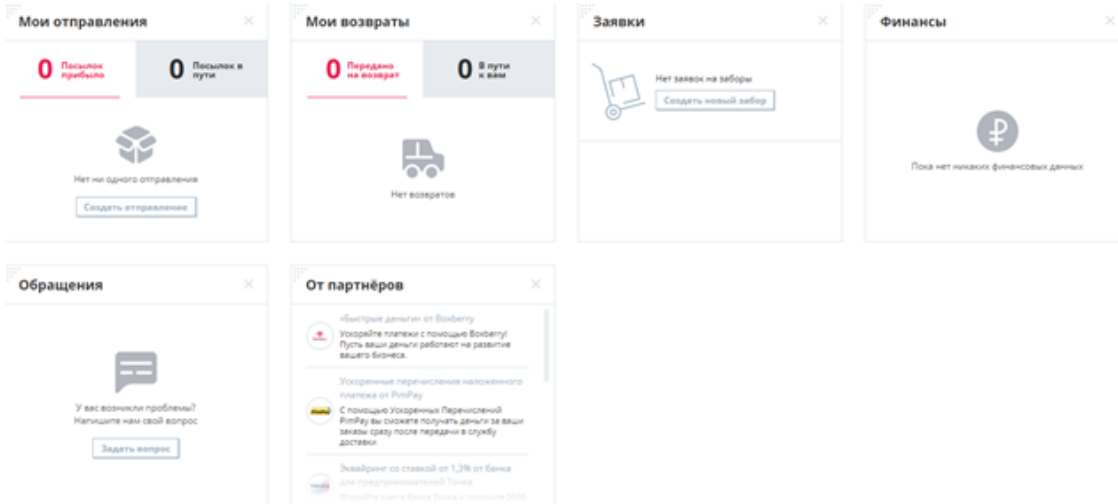 Мои отправления
0 Посылок
прибыло
0 Посылок в
пути
Нет ни одного отправления
Создать отправление
Мои возвраты
0 Передано
на возврат
0 В пути
к вам
Нет возвратов
Заявки
Нет заявок на заборы
Создать новый забор
Финансы
Пока нет никаких финансовых данных
Обращения
У вас возникли проблемы?
Напишите нам свой вопрос
Задать вопрос
От партнёров
«Быстрые деньги» от Boxberry
Ускоряйте платежи с помощью Boxberry!
Пусть ваши деньги работают на развитие
вашего бизнеса.
Ускоренные перечисления наложенного
платежа от PimPay
С помощью Ускоренных Перечислений
PimPay вы сможете получать деньги за ваши
заказы сразу после передачи в службу
доставки
Эквайринг со ставкой от 1,3% от банка
для предпринимателей Точка